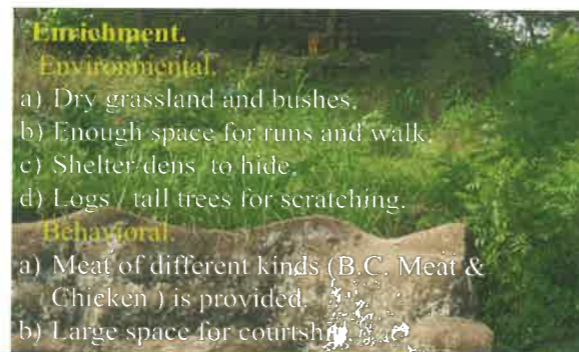 Enrichment.
Environmental.
a) Dry grassland and bushes.
b) Enough space for runs and walk.
c) Shelter/dens to hide.
d) Logs / tall trees for scratching.
Behavioral.
a) Meat of different kinds (B.C. Meat &
Chicken ) is provided.
b) Large space for